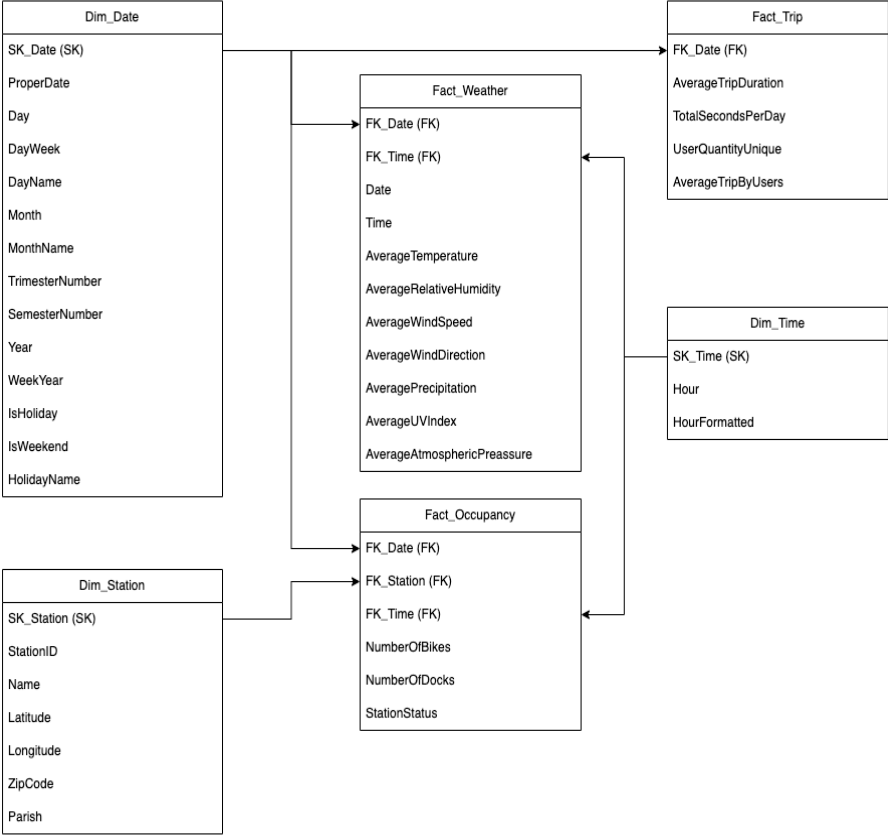 Dim_Date
SK_Date (SK)
ProperDate
Day
DayWeek
DayName
Month
MonthName
TrimesterNumber
SemesterNumber
Year
WeekYear
IsHoliday
IsWeekend
HolidayName
Fact_Weather
FK_Date (FK)
FK_Time (FK)
Date
Time
AverageTemperature
AverageRelativeHumidity
AverageWindSpeed
AverageWindDirection
AveragePrecipitation
AverageUVIndex
AverageAtmosphericPreassure
Fact_Trip
FK_Date (FK)
AverageTripDuration
TotalSecondsPerDay
UserQuantityUnique
AverageTripByUsers
Dim_Time
SK_Time (SK)
Hour
HourFormatted
Fact_Occupancy
FK_Date (FK)
FK_Station (FK)
FK_Time (FK)
NumberOfBikes
NumberOfDocks
StationStatus
Dim_Station
SK_Station (SK)
StationID
Name
Latitude
Longitude
ZipCode
Parish